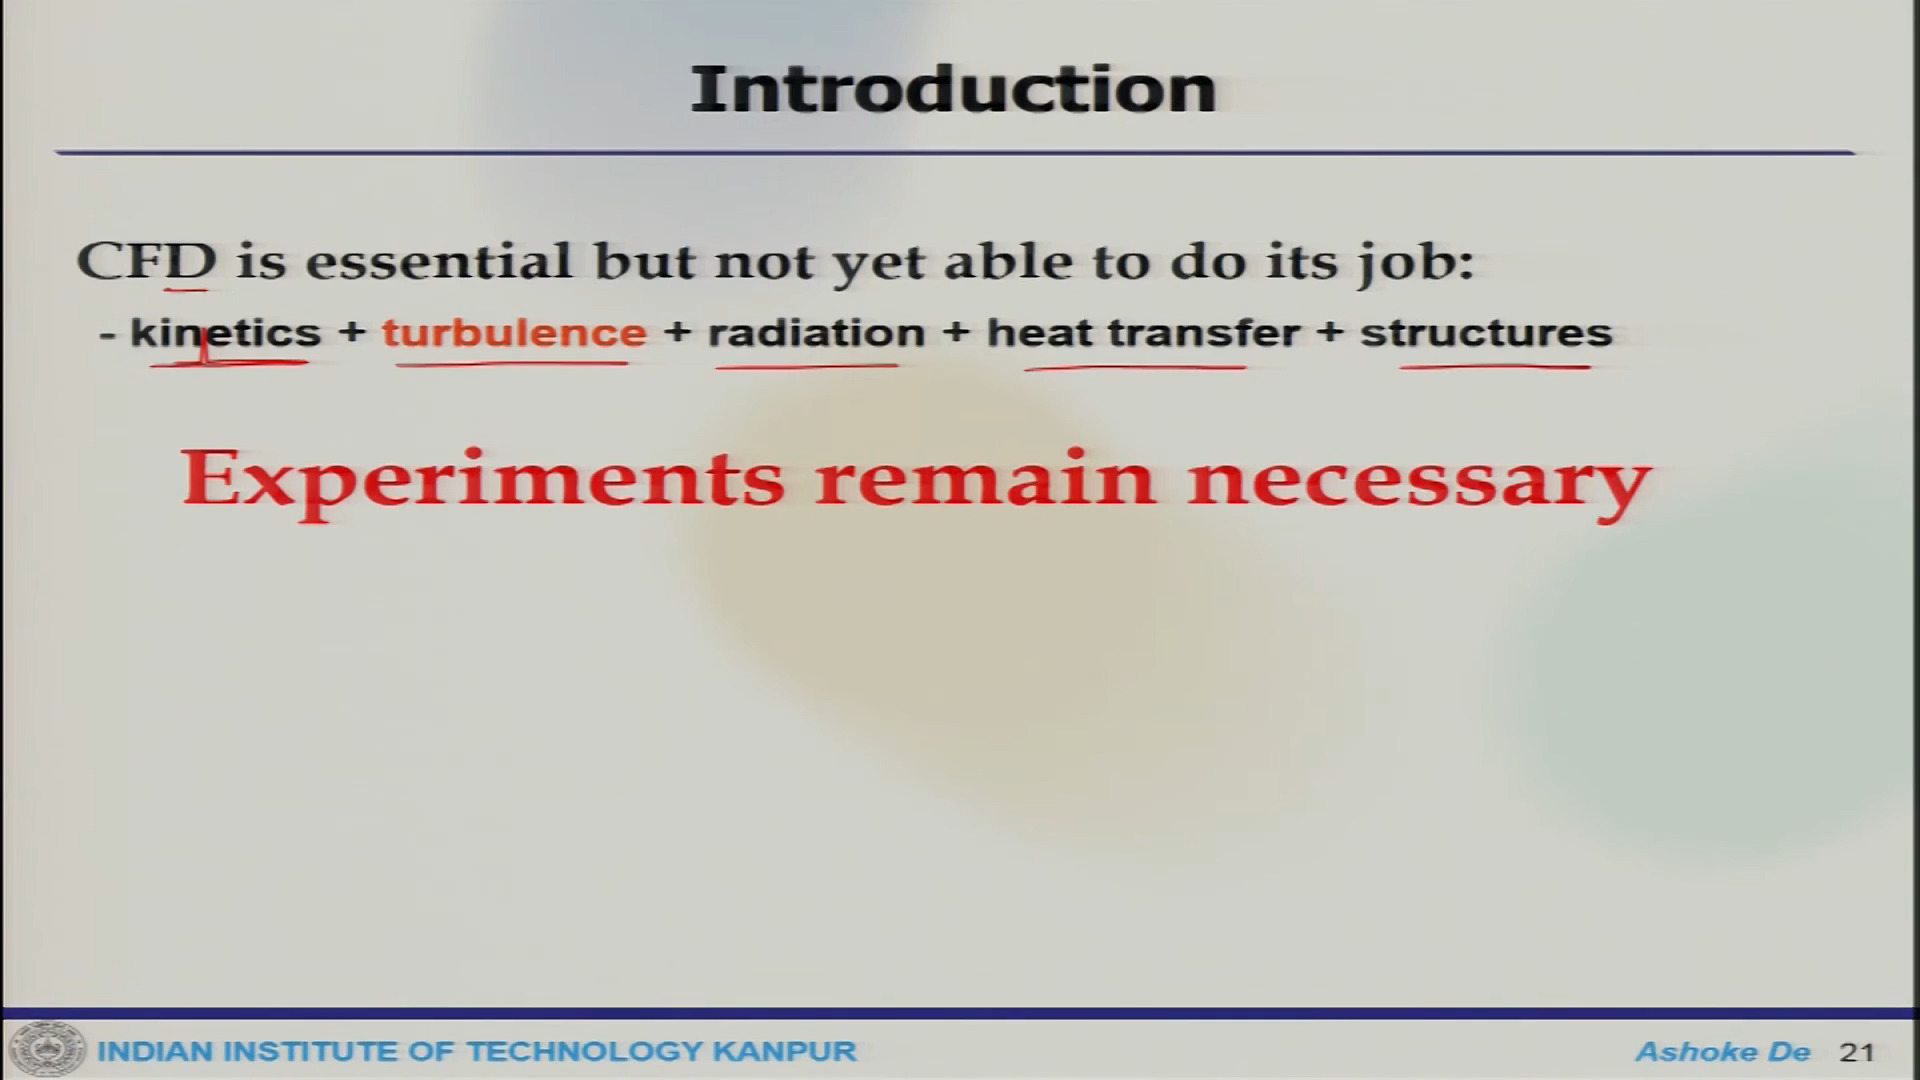 Introduction
CFD is essential but not yet able to do its job:
- kinetics + turbulence + radiation + heat transfer + structures
Experiments remain necessary
INDIAN INSTITUTE OF TECHNOLOGY KANPUR
Ashoke De 21